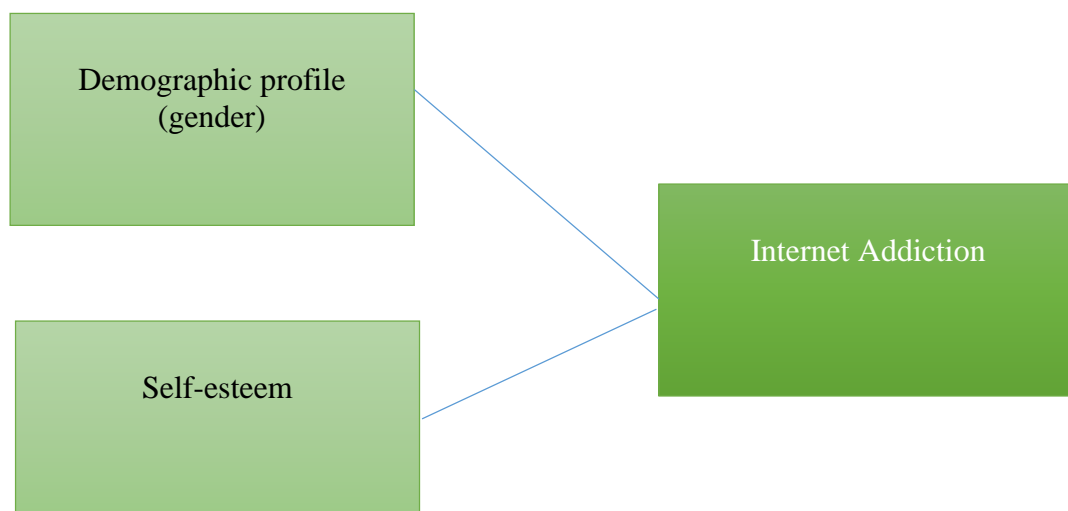 Demographic profile
(gender)
Internet Addiction
Self-esteem